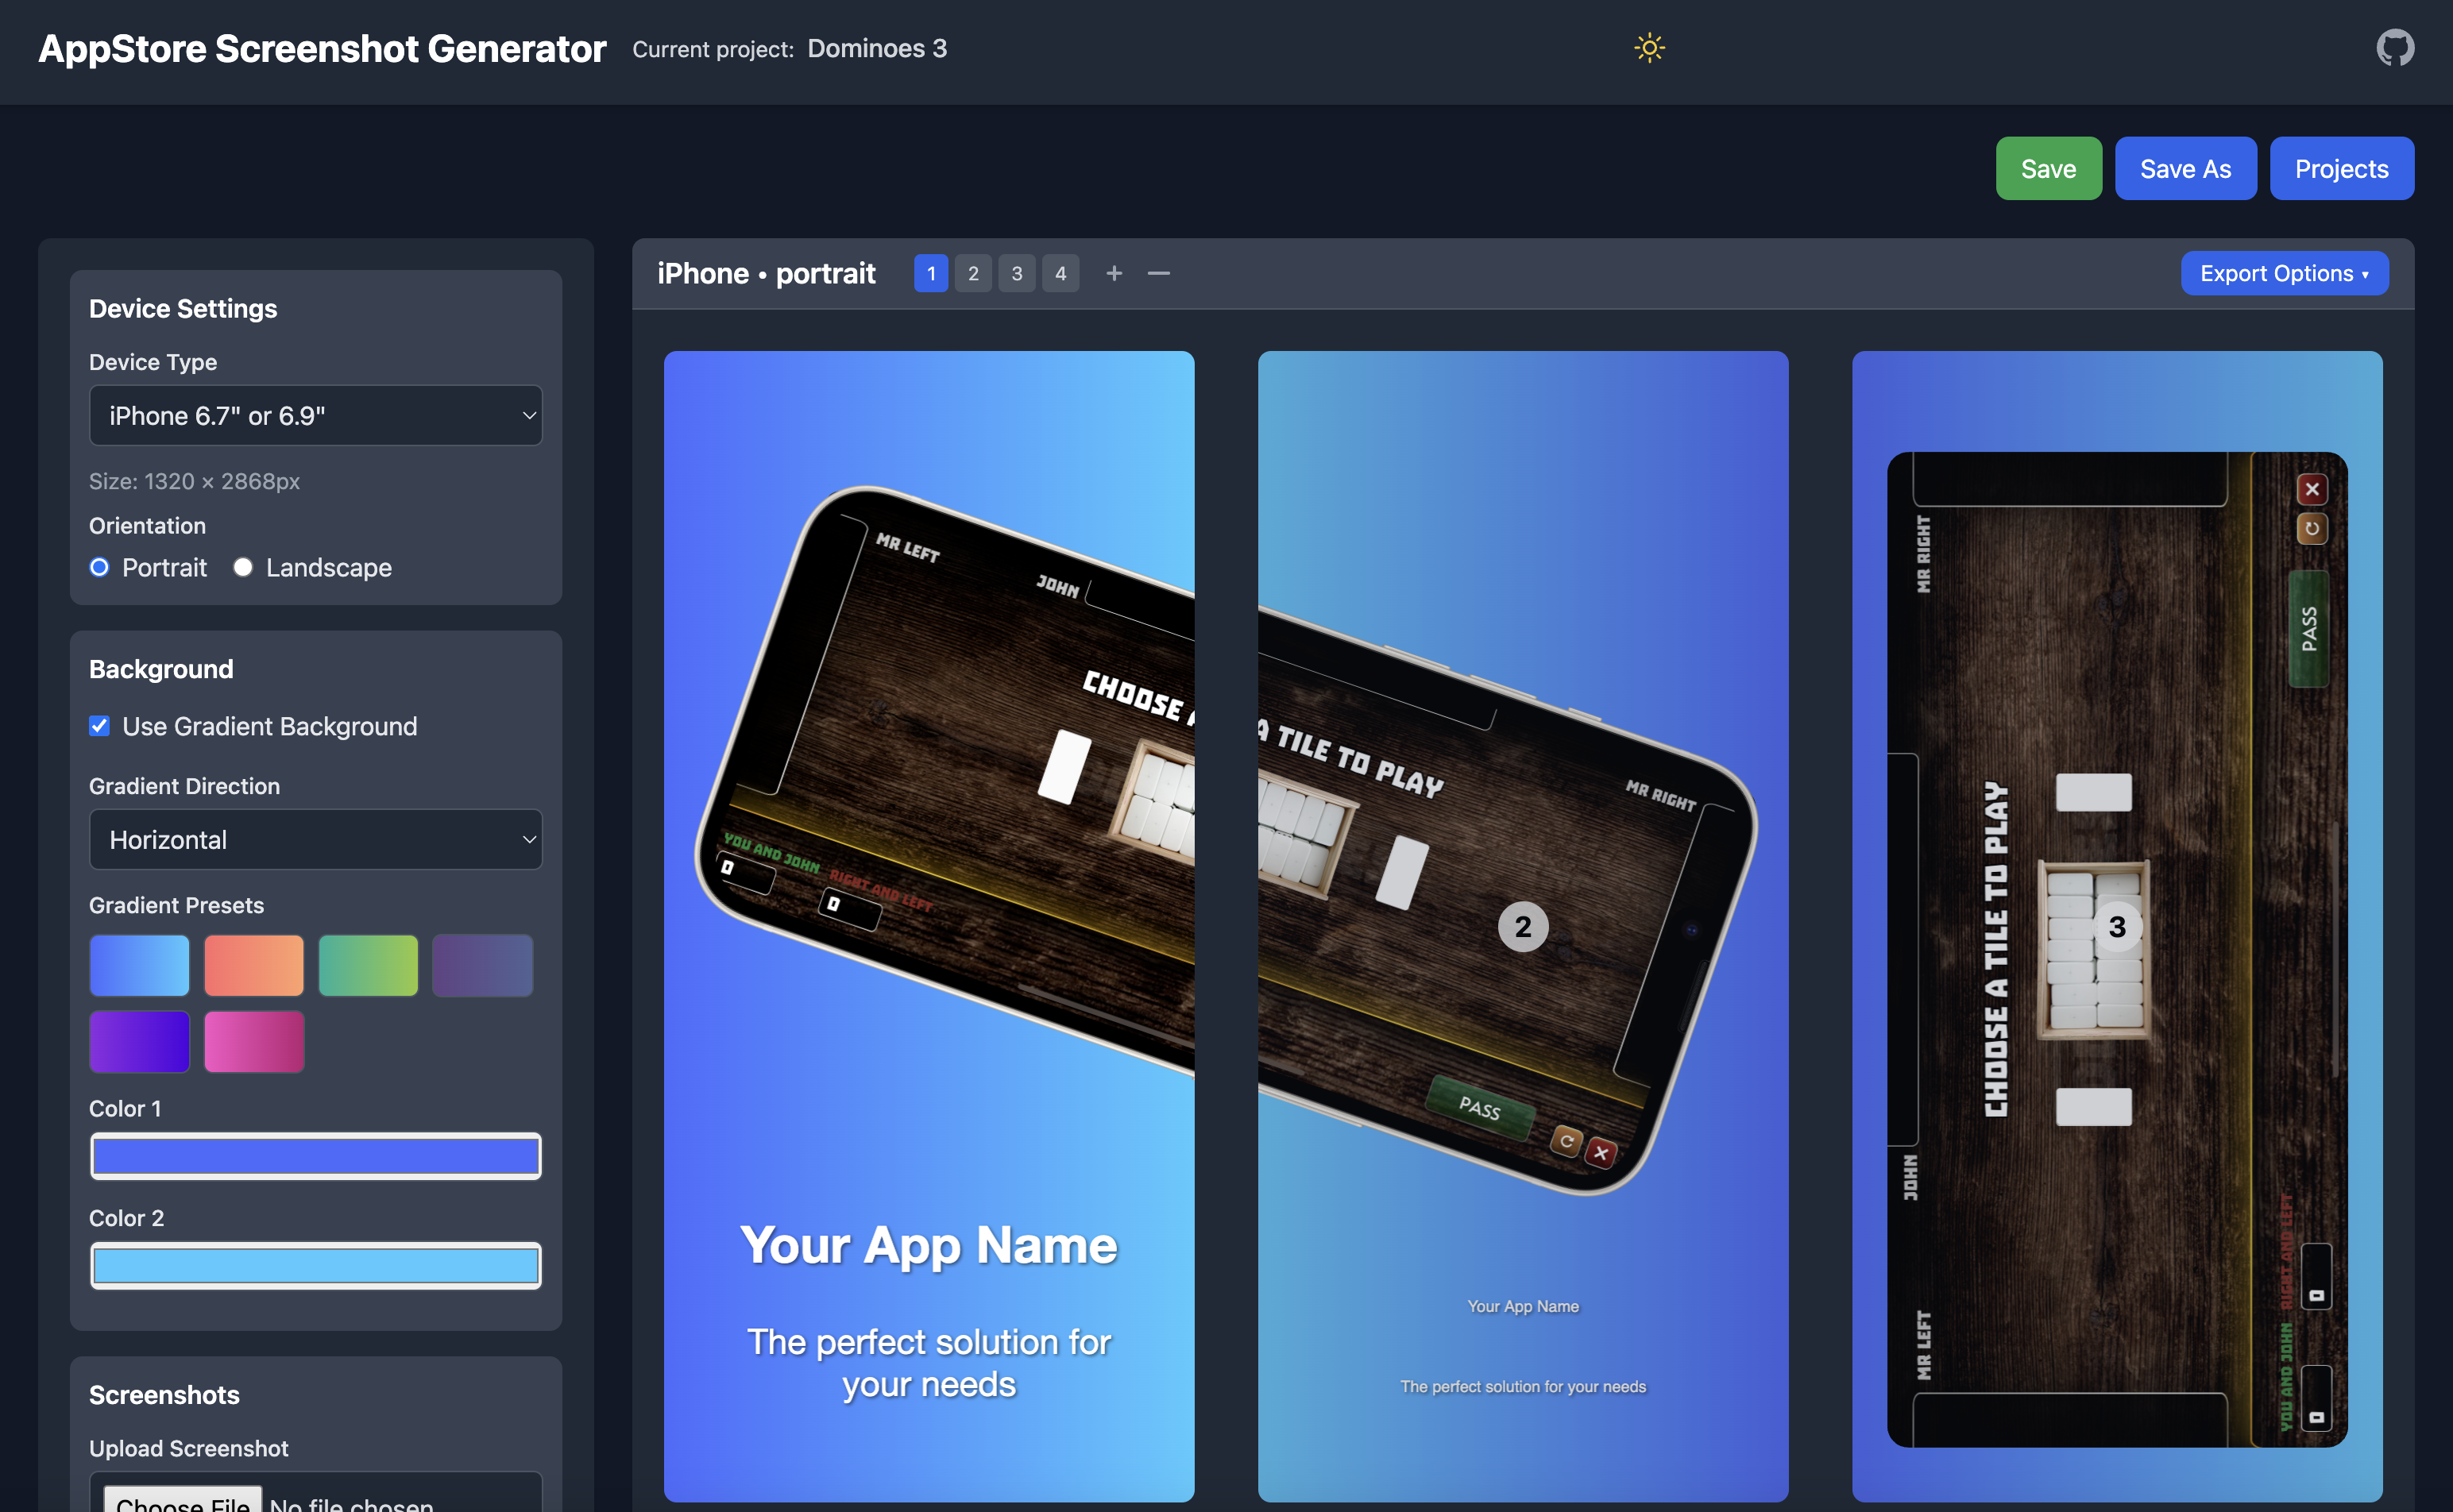 AppStore Screenshot Generator
Current project: Dominoes 3
Save
Save As
Projects
Device Settings
Device Type
iPhone 6.7" or 6.9"
Size: 1320 × 2868px
Orientation
Portrait
Landscape
Background
Use Gradient Background
Gradient Direction
Horizontal
Gradient Presets
Color 1
Color 2
Screenshots
Upload Screenshot
Choose File No file chosen
iPhone • portrait
1
2
3
4
+
—
Export Options ▾
MR LEFT
JOHN
CHOOSE A
YOU AND JOHN
0
RIGHT AND LEFT
0
Your App Name
The perfect solution for
your needs
A TILE TO PLAY
MR RIGHT
2
PASS
Your App Name
The perfect solution for your needs
MR RIGHT
PASS
CHOOSE A TILE TO PLAY
3
JOHN
MR LEFT
YOU AND JOHN
0
RIGHT AND LEFT
0